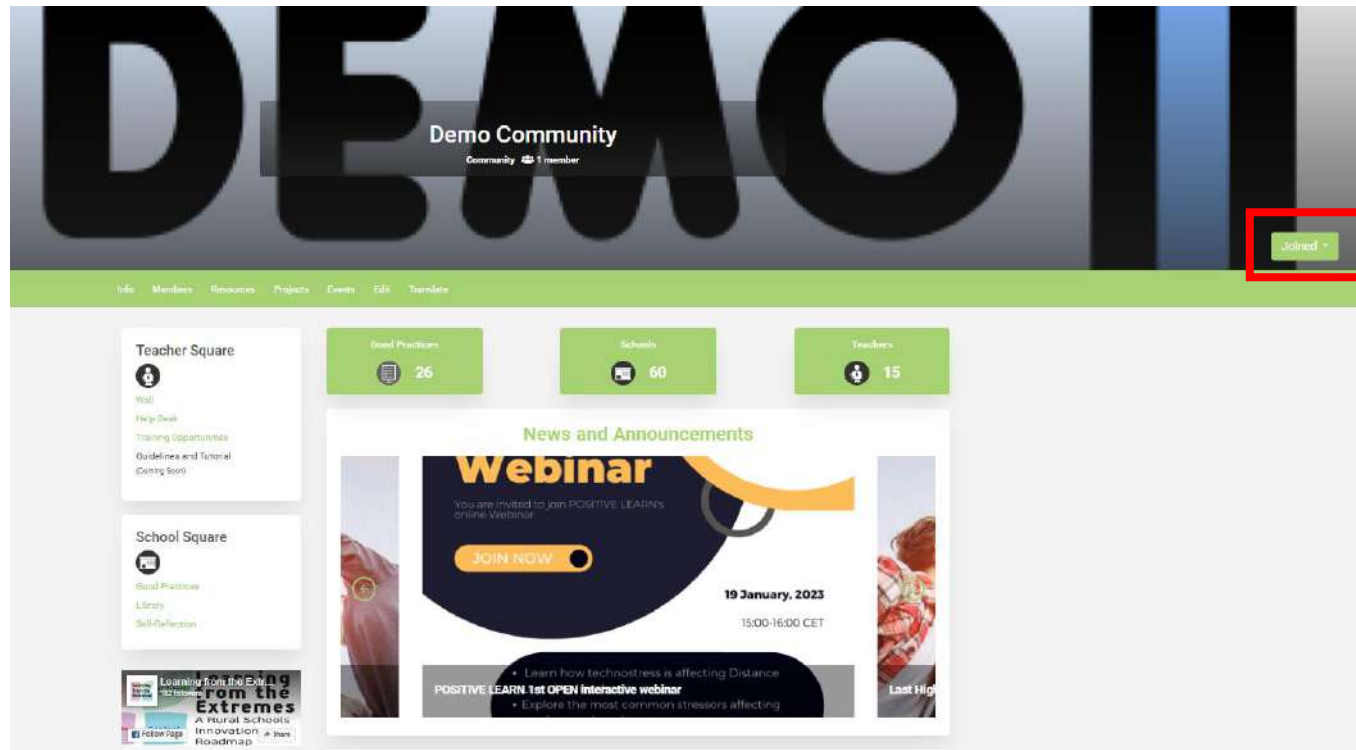 DEMO
Demo Community
Community 1 member
Joined
Info Members Resources Projects Events Edit Translate
Teacher Square
Wall
Help Desk
Training Opportunities
Guidelines and Tutorial
(Coming Soon)
School Square
Good Practices
Library
Self-Reflection
Learning from the Extr...
182 followers
from the
Extremes
A Rural Schools
Innovation
Roadmap
Follow Page
Share
Good Practices
26
Schools
60
Teachers
15
News and Announcements
Webinar
You are invited to join POSITIVE LEARN's
online Webinar
JOIN NOW
19 January, 2023
15:00-16:00 CET
• Learn how technostress is affecting Distance
POSITIVE LEARN 1st OPEN interactive webinar
• Explore the most common stressors affecting
Last High